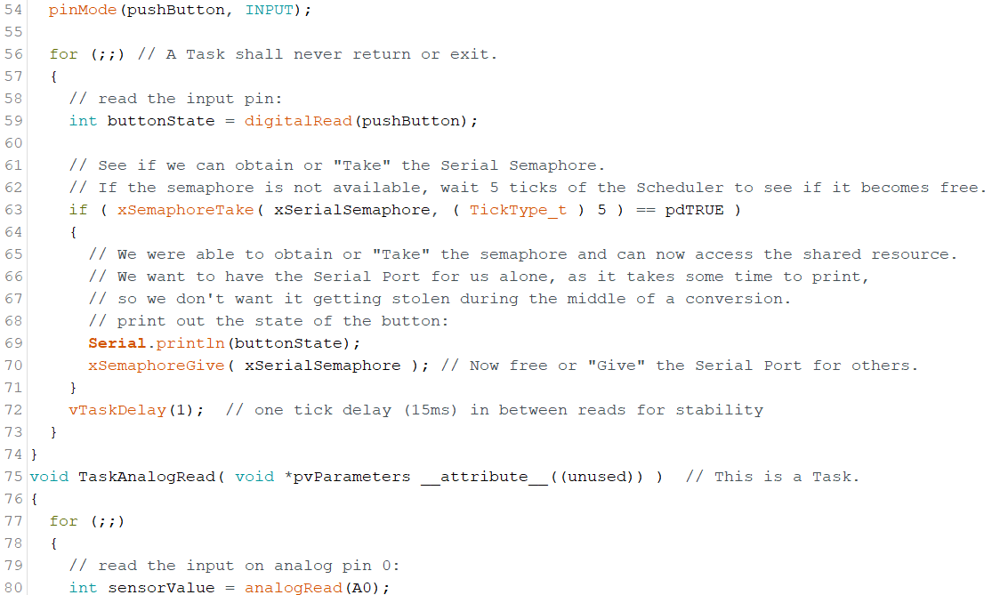 54 pinMode(pushButton, INPUT);
55
56 for (;;) // A Task shall never return or exit.
57 {
58 // read the input pin:
59 int buttonState = digitalRead(pushButton);
60
61 // See if we can obtain or "Take" the Serial Semaphore.
62 // If the semaphore is not available, wait 5 ticks of the Scheduler to see if it becomes free.
63 if ( xSemaphoreTake( xSerialSemaphore, ( TickType_t ) 5 ) == pdTRUE )
64 {
65 // We were able to obtain or "Take" the semaphore and can now access the shared resource.
66 // We want to have the Serial Port for us alone, as it takes some time to print,
67 // so we don't want it getting stolen during the middle of a conversion.
68 // print out the state of the button:
69 Serial.println(buttonState);
70 xSemaphoreGive( xSerialSemaphore ); // Now free or "Give" the Serial Port for others.
71 }
72 vTaskDelay(1); // one tick delay (15ms) in between reads for stability
73 }
74 }
75 void TaskAnalogRead( void *pvParameters __attribute__((unused)) ) // This is a Task.
76 {
77 for (;;)
78 {
79 // read the input on analog pin 0:
80 int sensorValue = analogRead(A0);